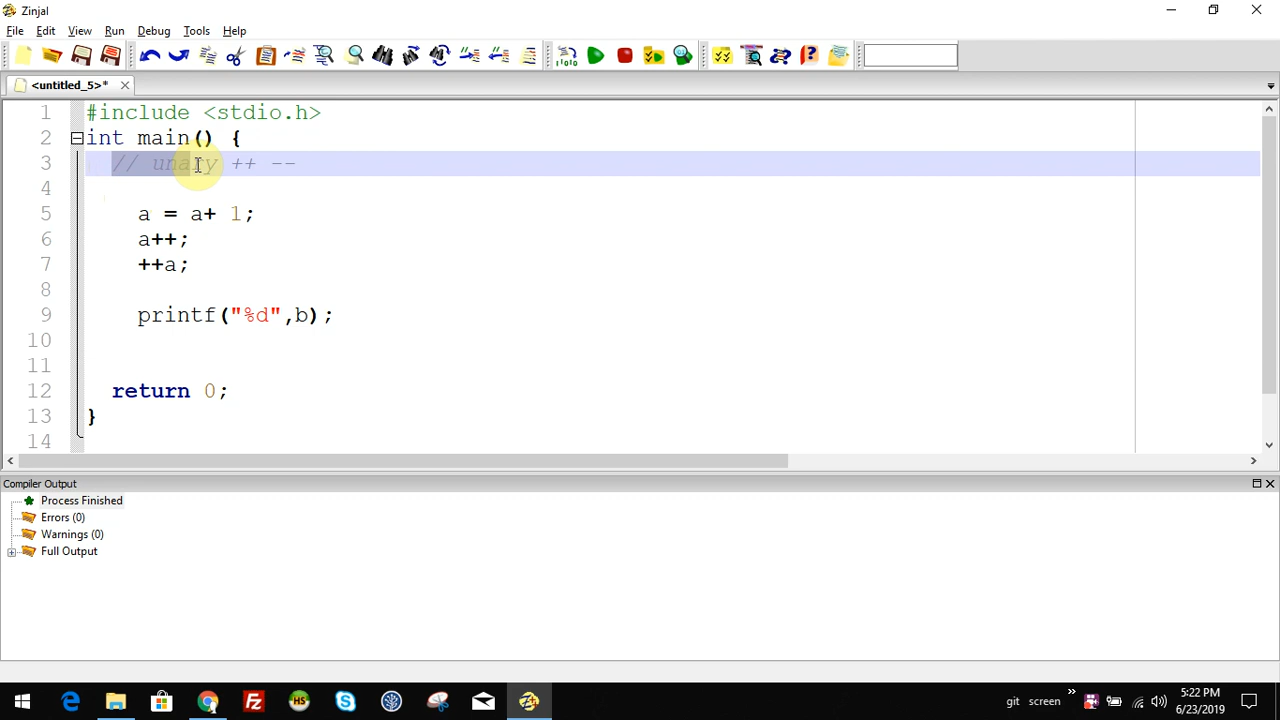 Zinjal
File Edit View Run Debug Tools Help
<untitled_5>*
1 #include <stdio.h>
2 int main() {
3 // unary ++ --
4
5 a = a+ 1;
6 a++;
7 ++a;
8
9 printf("%d",b);
10
11
12 return 0;
13 }
14
Compiler Output
Process Finished
Errors (0)
Warnings (0)
Full Output
git screen
5:22 PM
6/23/2019